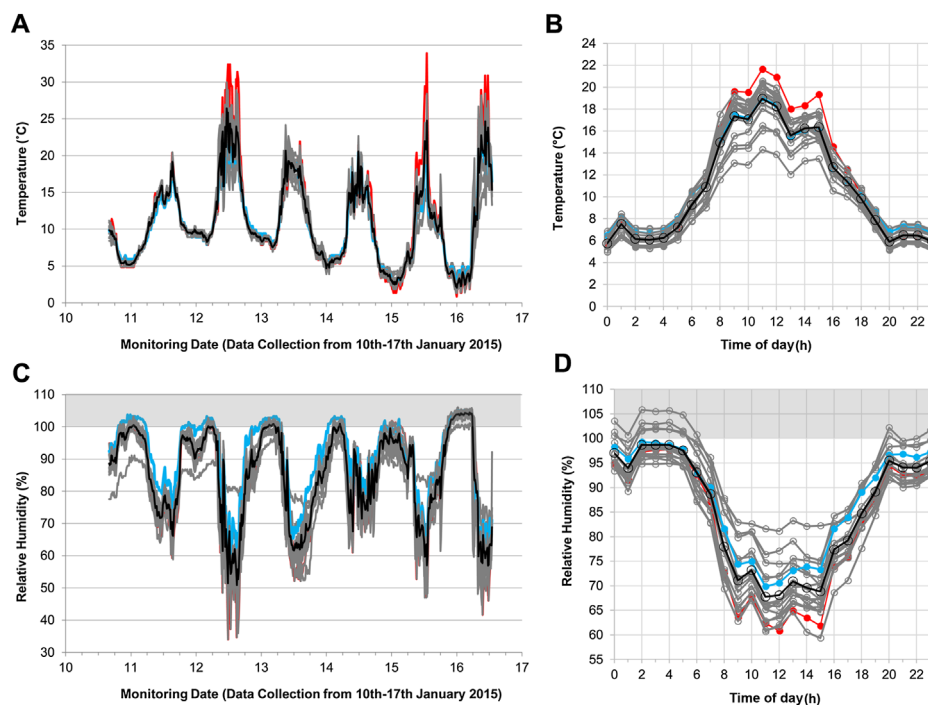 A
35
30
25
20
15
10
5
0
Temperature (˚C)
10 11 12 13 14 15 16 17
Monitoring Date (Data Collection from 10th-17th January 2015)
B
24
22
20
18
16
14
12
10
8
6
4
2
0
Temperature (°C)
0 2 4 6 8 10 12 14 16 18 20 22
Time of day(h)
C
110
100
90
80
70
60
50
40
30
Relative Humidity (%)
10 11 12 13 14 15 16 17
Monitoring Date (Data Collection from 10th-17th January 2015)
D
110
105
100
95
90
85
80
75
70
65
60
55
Relative Humidity (%)
0 2 4 6 8 10 12 14 16 18 20 22
Time of day(h)